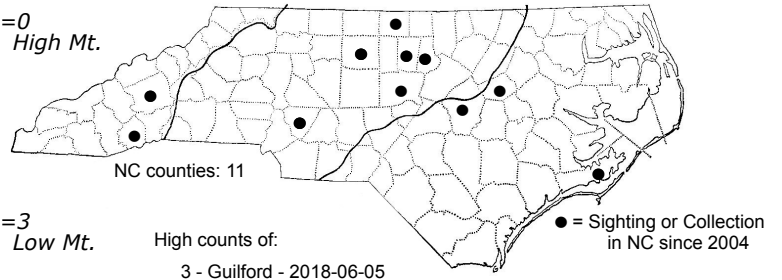 =0
High Mt.
NC counties: 11
=3
Low Mt.
High counts of:
3 - Guilford - 2018-06-05
= Sighting or Collection
in NC since 2004